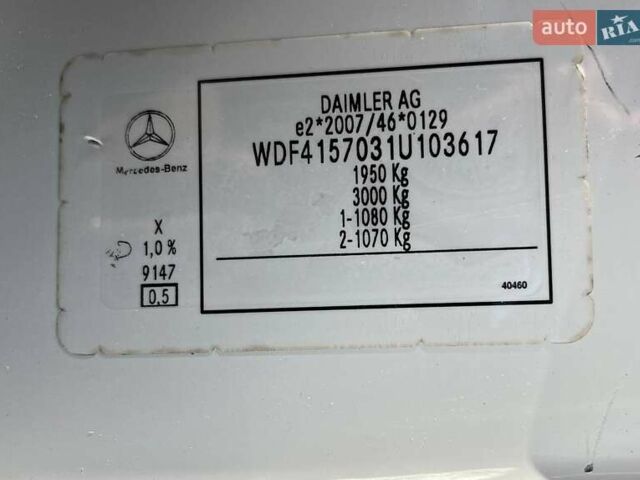 auto RIA
.com
DAIMLER AG
e2*2007/46*0129
WDF4157031U103617
1950 Kg
3000 Kg
1-1080 Kg
2-1070 Kg
40460
Mercedes-Benz
X
1,0 %
9147
0,5